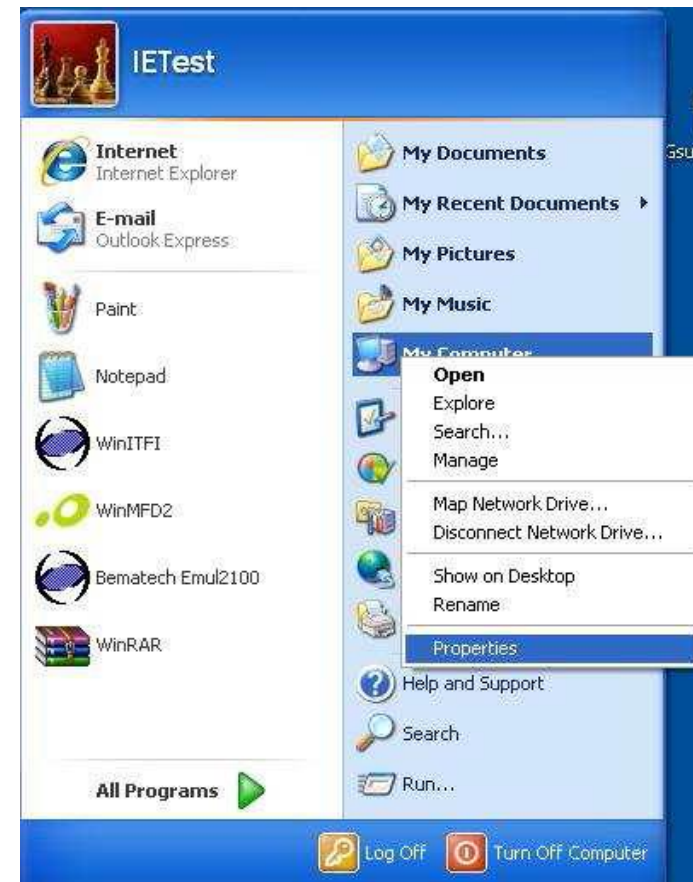 IETest
Internet
Internet Explorer
E-mail
Outlook Express
Paint
Notepad
WinITFI
WinMFD2
Bematech Emul2100
WinRAR
All Programs
My Documents
My Recent Documents
My Pictures
My Music
My Computer
Open
Explore
Search...
Manage
Map Network Drive...
Disconnect Network Drive...
Show on Desktop
Rename
Properties
Help and Support
Search
Run...
Log Off
Turn Off Computer